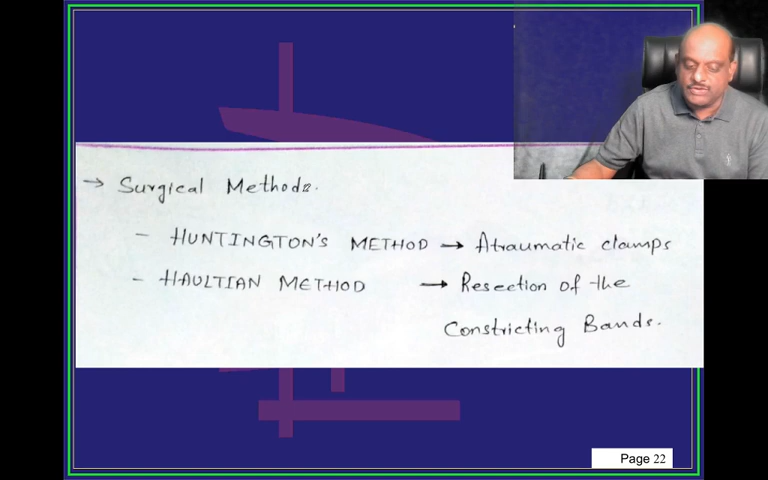 → Surgical Methods.
- HUNTINGTON'S METHOD → Atraumatic clamps
- HAULTIAN METHOD → Resection of the
Constricting Bands.
Page 22